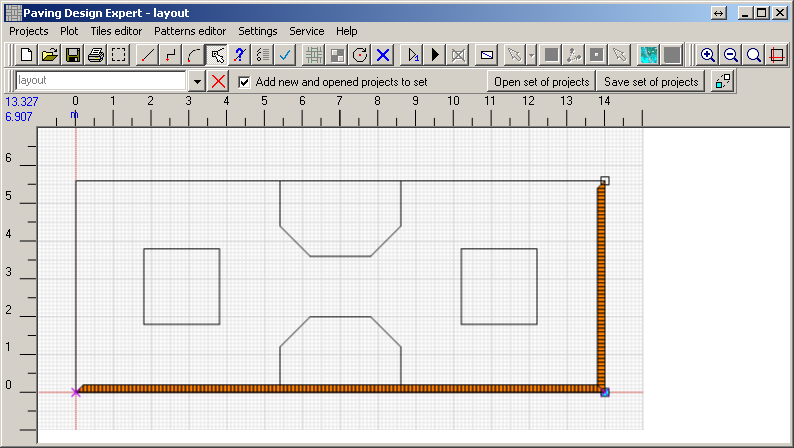 Paving Design Expert - layout
Projects Plot Tiles editor Patterns editor Settings Service Help
layout Add new and opened projects to set Open set of projects Save set of projects
13.327 0 1 2 3 4 5 6 7 8 9 10 11 12 13 14
6.907 m
6
5
4
3
2
1
0